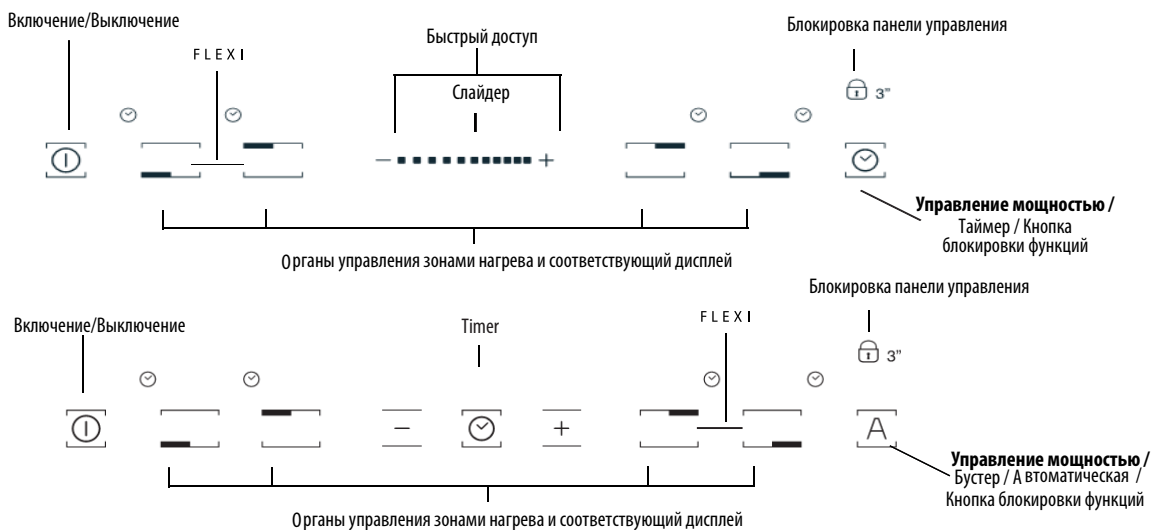 Включение/Выключение
FLEXI
Быстрый доступ
Слайдер
Блокировка панели управления
3"
− +
Управление мощностью /
Таймер / Кнопка
блокировки функций
Органы управления зонами нагрева и соответствующий дисплей
Блокировка панели управления
Включение/Выключение
Timer
FLEXI
3"
− +
A
Управление мощностью /
Бустер / А втоматическая /
Кнопка блокировки функций
Органы управления зонами нагрева и соответствующий дисплей